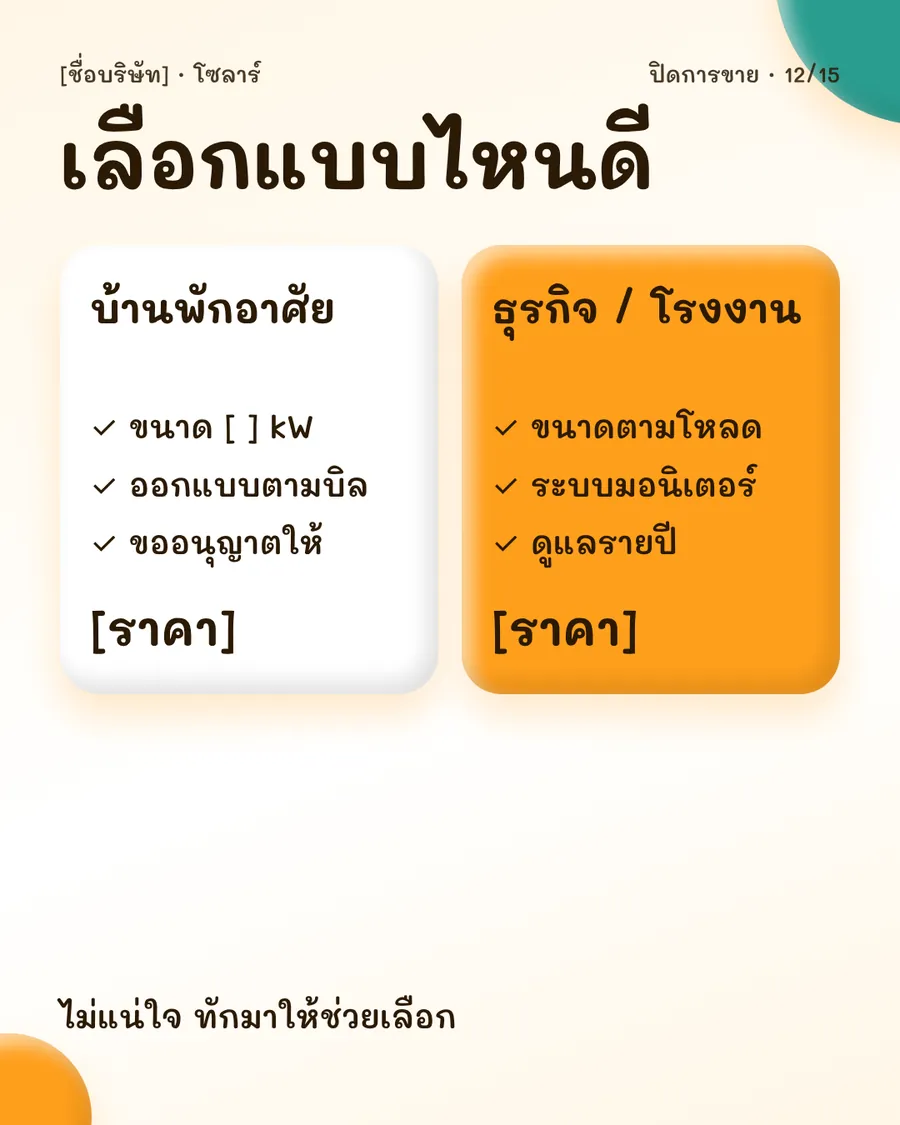 [ชื่อบริษัท] · โซลาร์
ปิดการขาย · 12/15
เลือกแบบไหนดี
บ้านพักอาศัย
✓ ขนาด [ ] kW
✓ ออกแบบตามบิล
✓ ขออนุญาตให้
[ราคา]
ธุรกิจ / โรงงาน
✓ ขนาดตามโหลด
✓ ระบบมอนิเตอร์
✓ ดูแลรายปี
[ราคา]
ไม่แน่ใจ ทักมาให้ช่วยเลือก